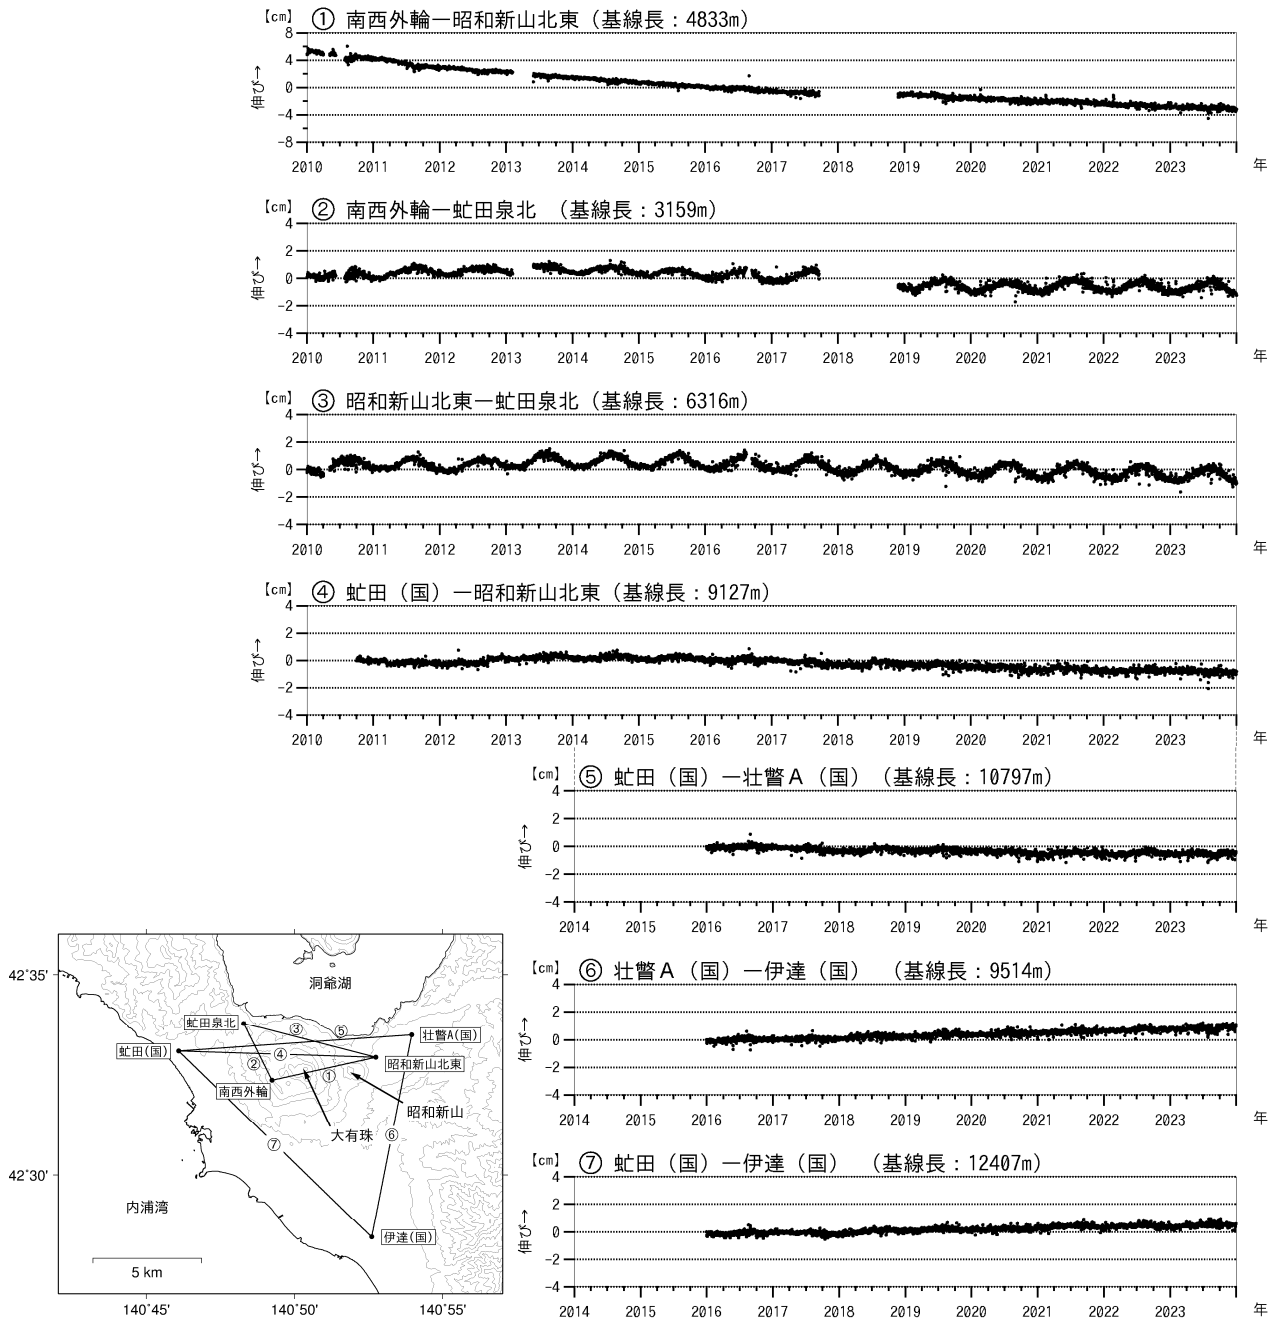 [cm] ① 南西外輪ー昭和新山北東（基線長：4833m）
8
4
0
-4
-8
伸び→
2010 2011 2012 2013 2014 2015 2016 2017 2018 2019 2020 2021 2022 2023 年
[cm] ② 南西外輪ー虻田泉北　（基線長：3159m）
4
2
0
-2
-4
伸び→
2010 2011 2012 2013 2014 2015 2016 2017 2018 2019 2020 2021 2022 2023 年
[cm] ③ 昭和新山北東ー虻田泉北（基線長：6316m）
4
2
0
-2
-4
伸び→
2010 2011 2012 2013 2014 2015 2016 2017 2018 2019 2020 2021 2022 2023 年
[cm] ④ 虻田（国）ー昭和新山北東（基線長：9127m）
4
2
0
-2
-4
伸び→
2010 2011 2012 2013 2014 2015 2016 2017 2018 2019 2020 2021 2022 2023 年
[cm] ⑤ 虻田（国）ー壮瞥A（国）（基線長：10797m）
4
2
0
-2
-4
伸び→
2014 2015 2016 2017 2018 2019 2020 2021 2022 2023 年
[cm] ⑥ 壮瞥A（国）ー伊達（国）　（基線長：9514m）
4
2
0
-2
-4
伸び→
2014 2015 2016 2017 2018 2019 2020 2021 2022 2023 年
[cm] ⑦ 虻田（国）ー伊達（国）　（基線長：12407m）
4
2
0
-2
-4
伸び→
2014 2015 2016 2017 2018 2019 2020 2021 2022 2023 年
42°35'
洞爺湖
虻田泉北
③
⑤
壮瞥A(国)
虻田(国)
④
②
昭和新山北東
①
南西外輪
昭和新山
大有珠
⑥
⑦
42°30'
内浦湾
伊達(国)
5 km
140°45' 140°50' 140°55'